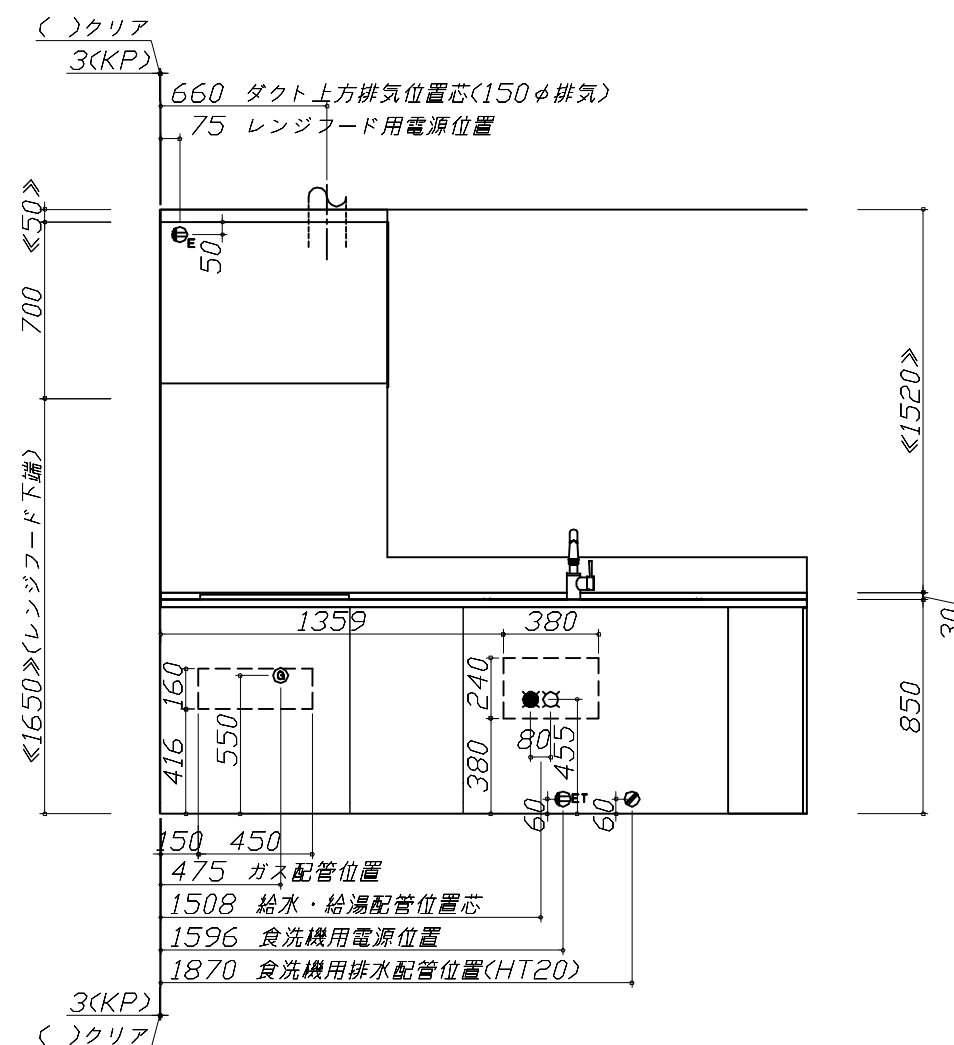 ( )クリア
3(KP)
660 ダクト上方排気位置芯(150φ排気)
75 レンジフード用電源位置
≪50≫
E
50
700
≪1520≫
≪1650≫(レンジフード下端)
30
1359
380
160
G
240
550
416
80
455
380
850
ET
60
60
150
450
475 ガス配管位置
1508 給水・給湯配管位置芯
1596 食洗機用電源位置
1870 食洗機用排水配管位置(HT20)
3(KP)
( )クリア